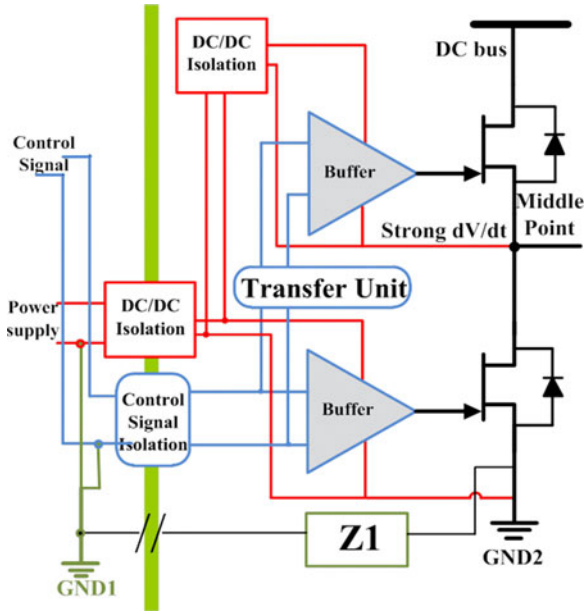 DC/DC
Isolation
DC bus
Control
Signal
Buffer
Middle
Point
Strong dV/dt
Transfer Unit
DC/DC
Isolation
Power
supply
Control
Signal
Isolation
Buffer
Z1
GND1
GND2